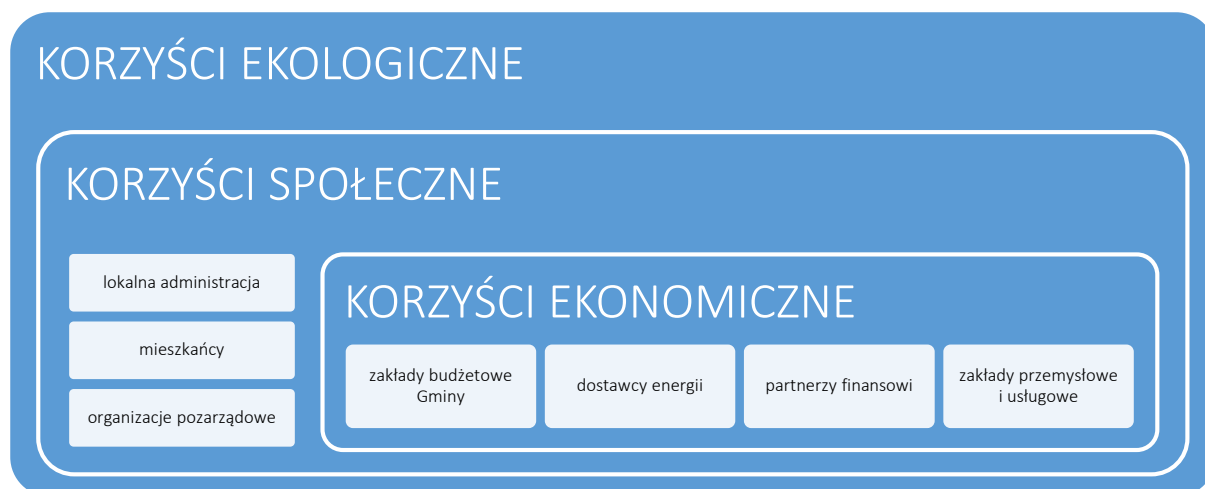 KORZYŚCI EKOLOGICZNE
KORZYŚCI SPOŁECZNE
lokalna administracja
mieszkańcy
organizacje pozarządowe
KORZYŚCI EKONOMICZNE
zakłady budżetowe
Gminy
dostawcy energii
partnerzy finansowi
zakłady przemysłowe
i usługowe